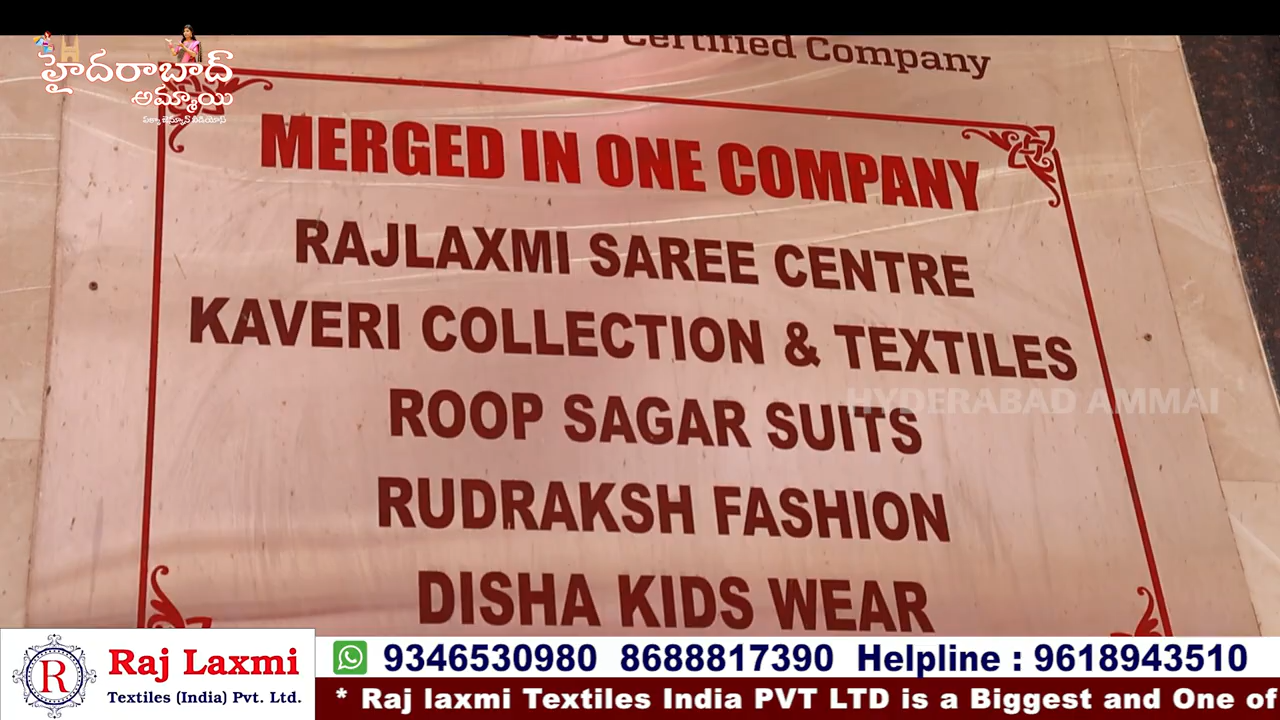 హైదరాబాద్
అమ్మాయి
Certified Company
MERGED IN ONE COMPANY
RAJLAXMI SAREE CENTRE
KAVERI COLLECTION & TEXTILES
ROOP SAGAR SUITS
HYDERABAD AMMAI
RUDRAKSH FASHION
DISHA KIDS WEAR
R
Raj Laxmi
Textiles (India) Pvt. Ltd.
9346530980 8688817390 Helpline : 9618943510
* Raj laxmi Textiles India PVT LTD is a Biggest and One of